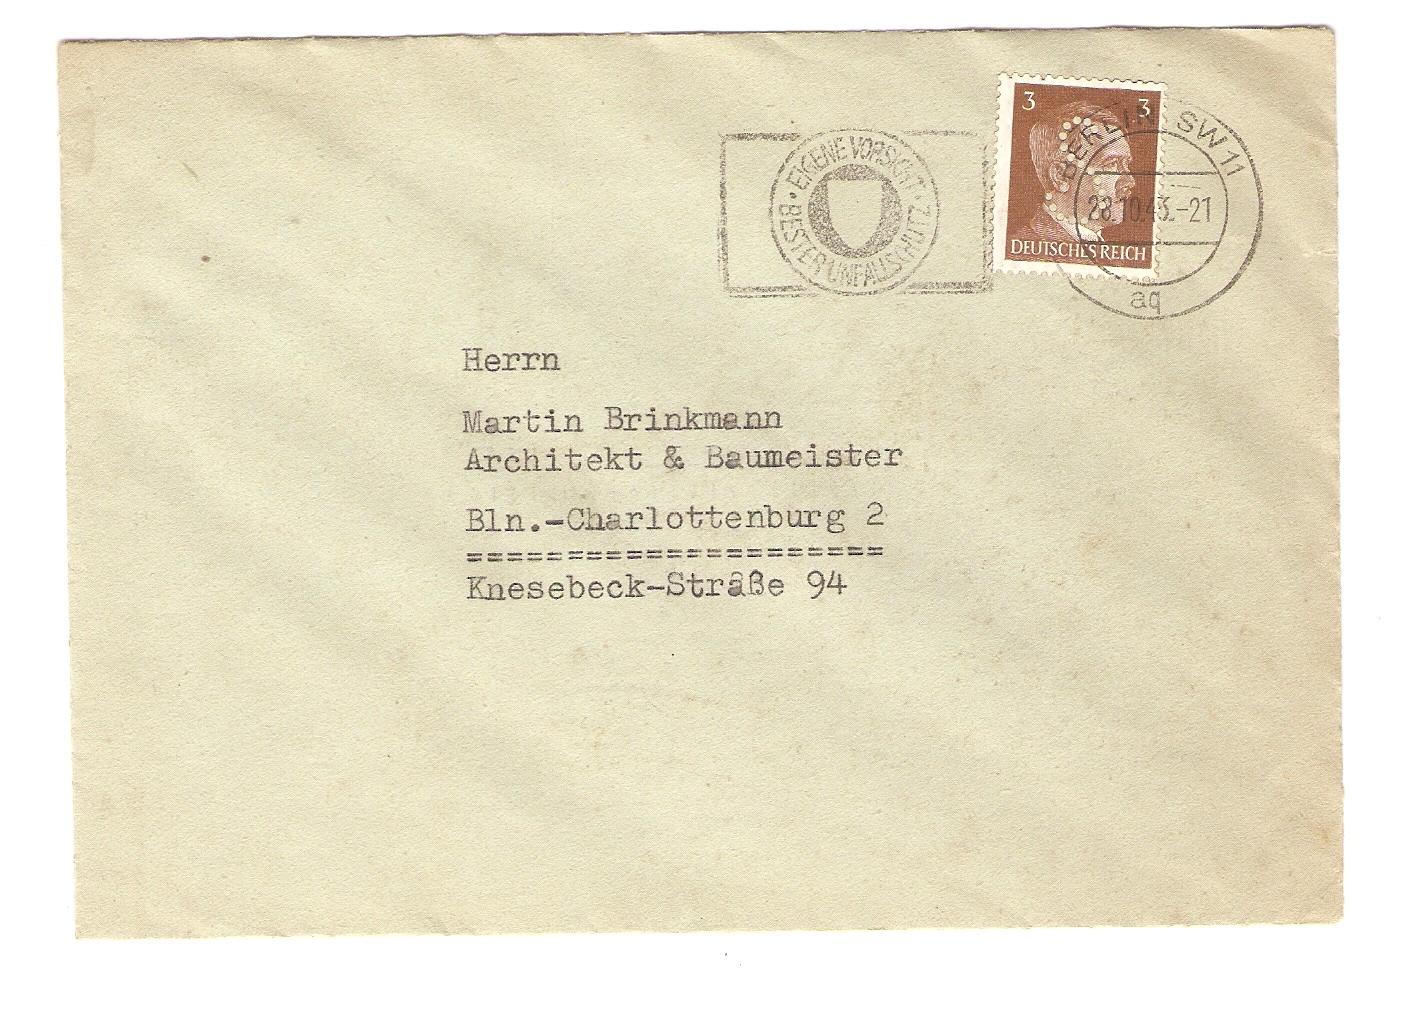 EIGENE VORSICHT · BESTER UNFALLSCHUTZ ·
3 3
DEUTSCHES REICH
BERLIN SW 11
28.10.43.-21
aq
Herrn
Martin Brinkmann
Architekt & Baumeister
Bln.-Charlottenburg 2
=====================
Knesebeck-Straße 94